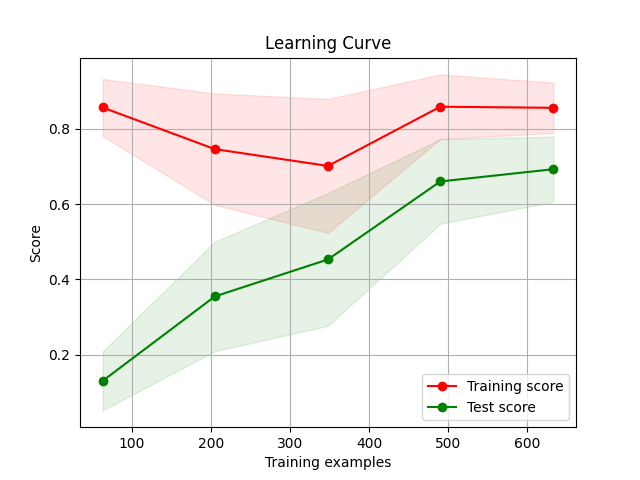 Learning Curve
Score
0.8
0.6
0.4
0.2
Training score
Test score
100 200 300 400 500 600
Training examples